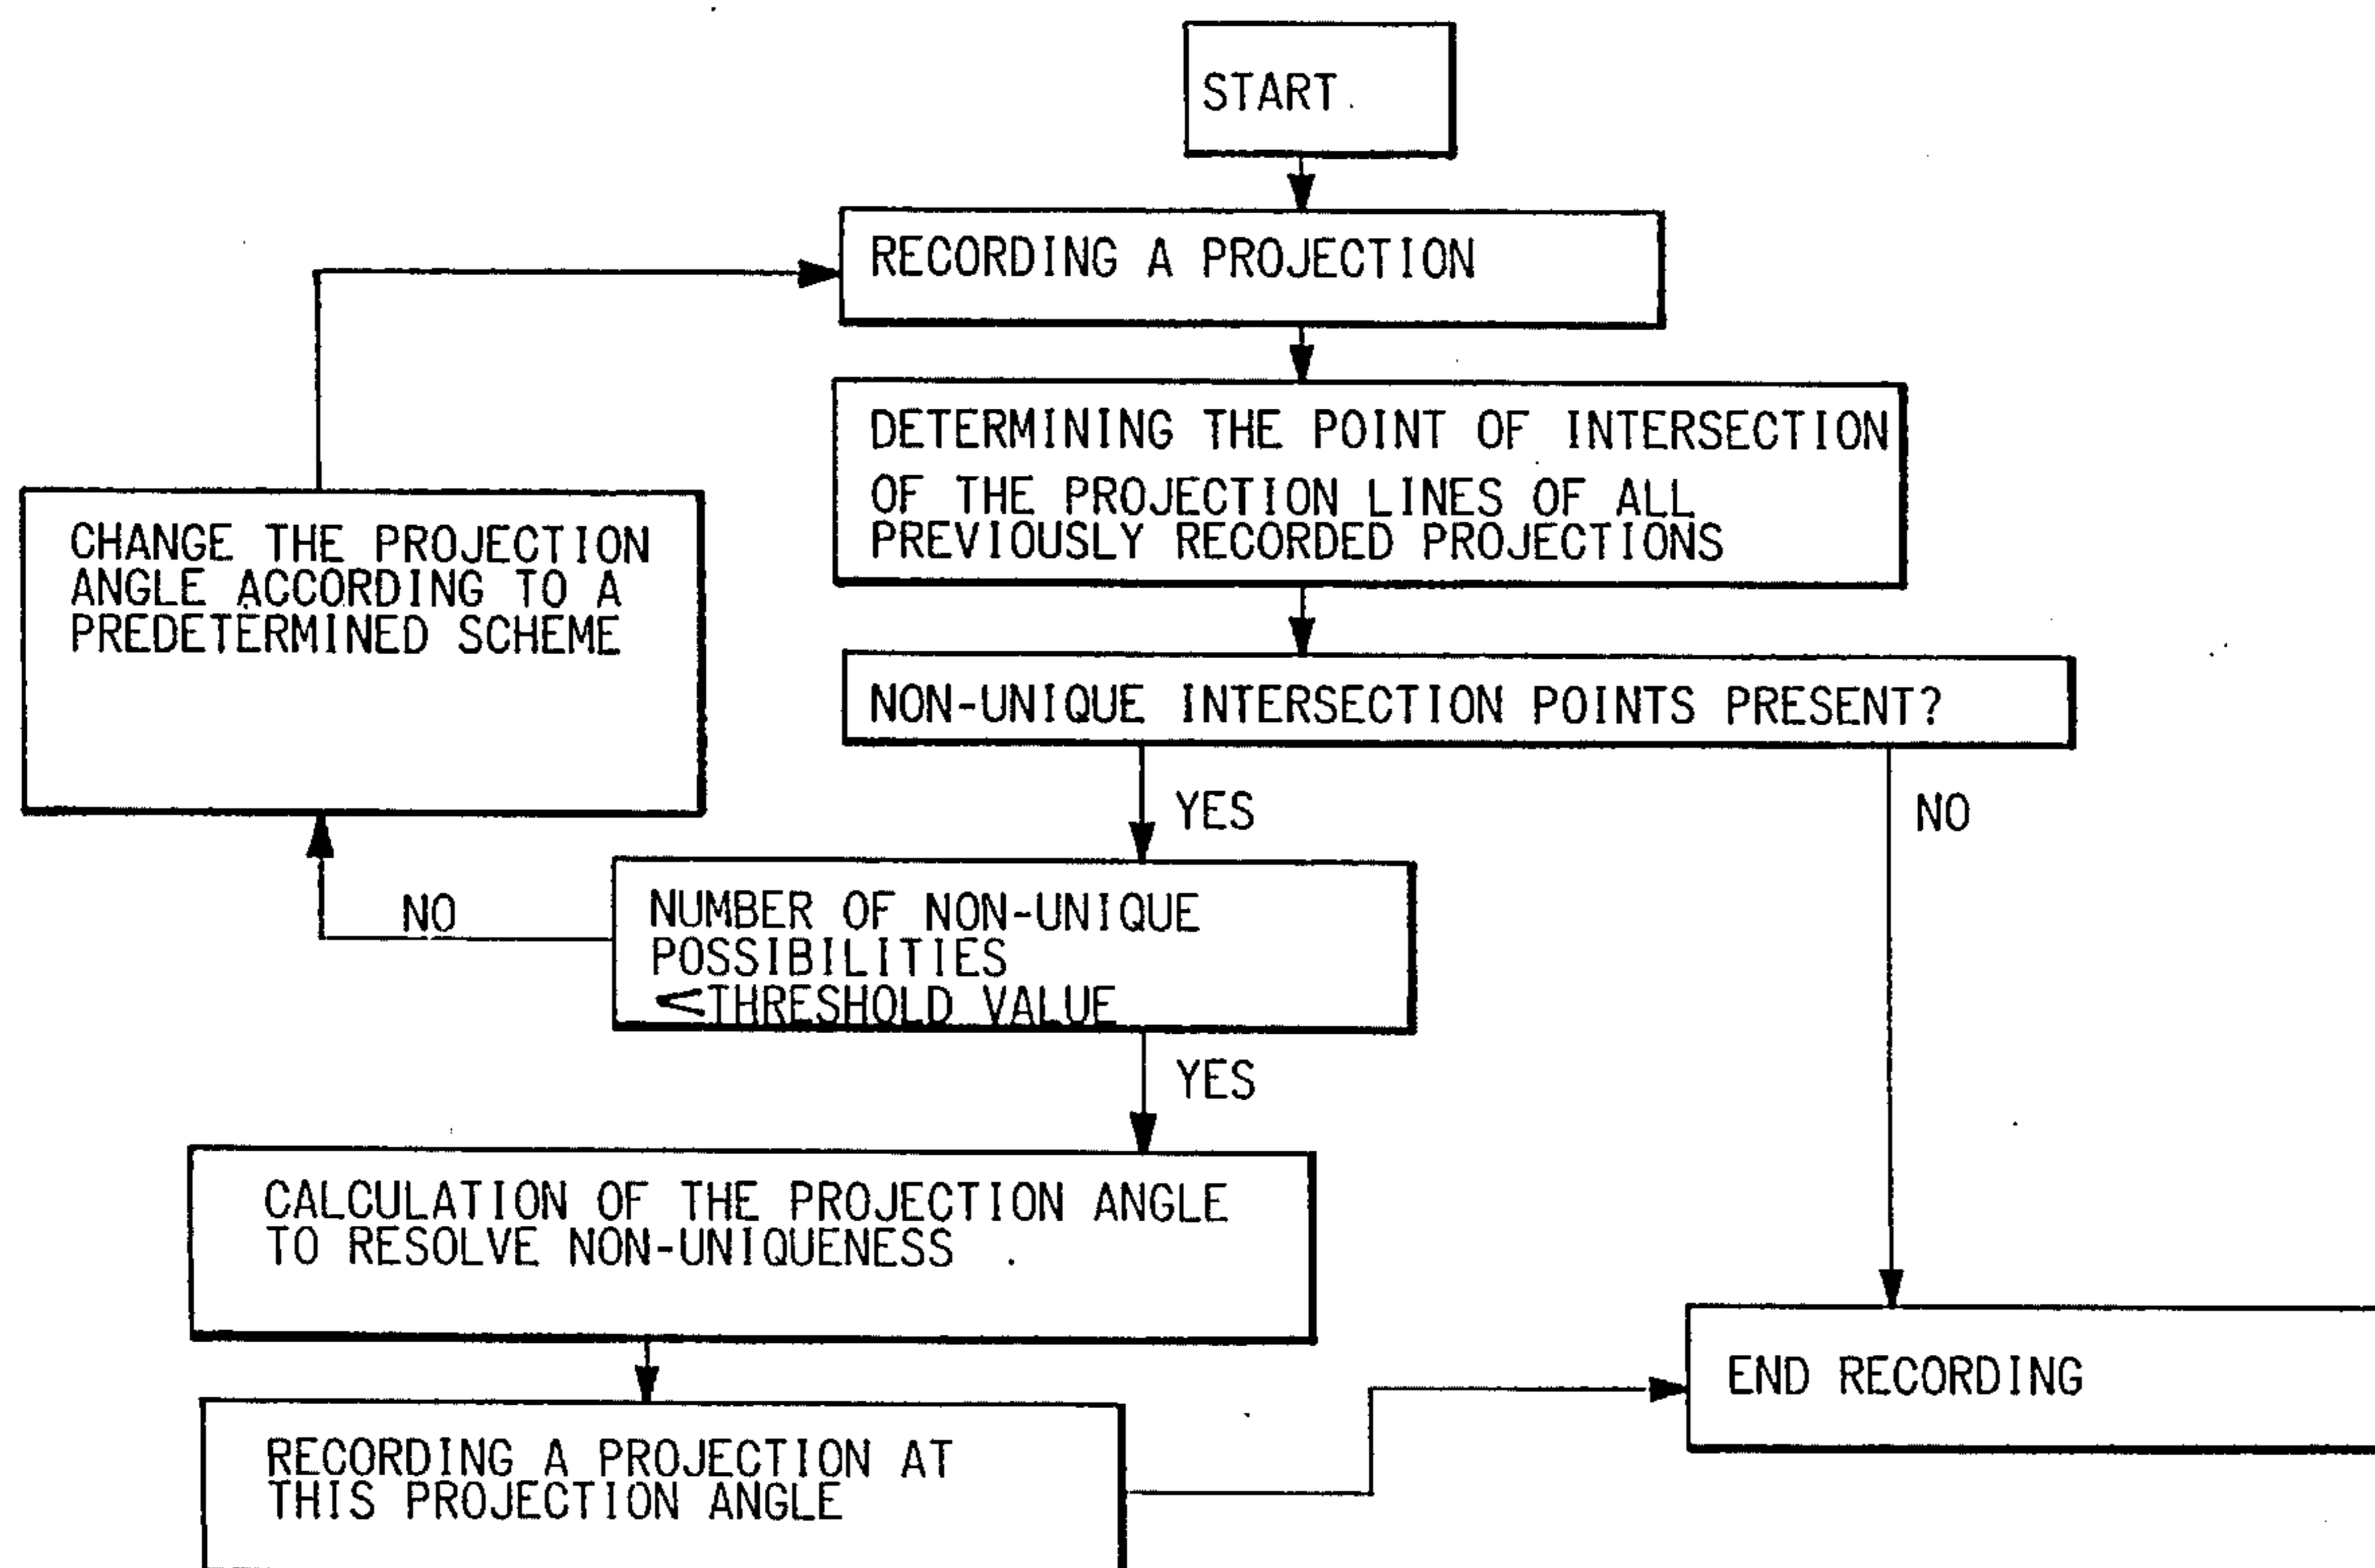 START
RECORDING A PROJECTION
DETERMINING THE POINT OF INTERSECTION
OF THE PROJECTION LINES OF ALL
PREVIOUSLY RECORDED PROJECTIONS
CHANGE THE PROJECTION
ANGLE ACCORDING TO A
PREDETERMINED SCHEME
NON-UNIQUE INTERSECTION POINTS PRESENT?
YES
NO
NO
NUMBER OF NON-UNIQUE
POSSIBILITIES
<THRESHOLD VALUE
YES
CALCULATION OF THE PROJECTION ANGLE
TO RESOLVE NON-UNIQUENESS
END RECORDING
RECORDING A PROJECTION AT
THIS PROJECTION ANGLE